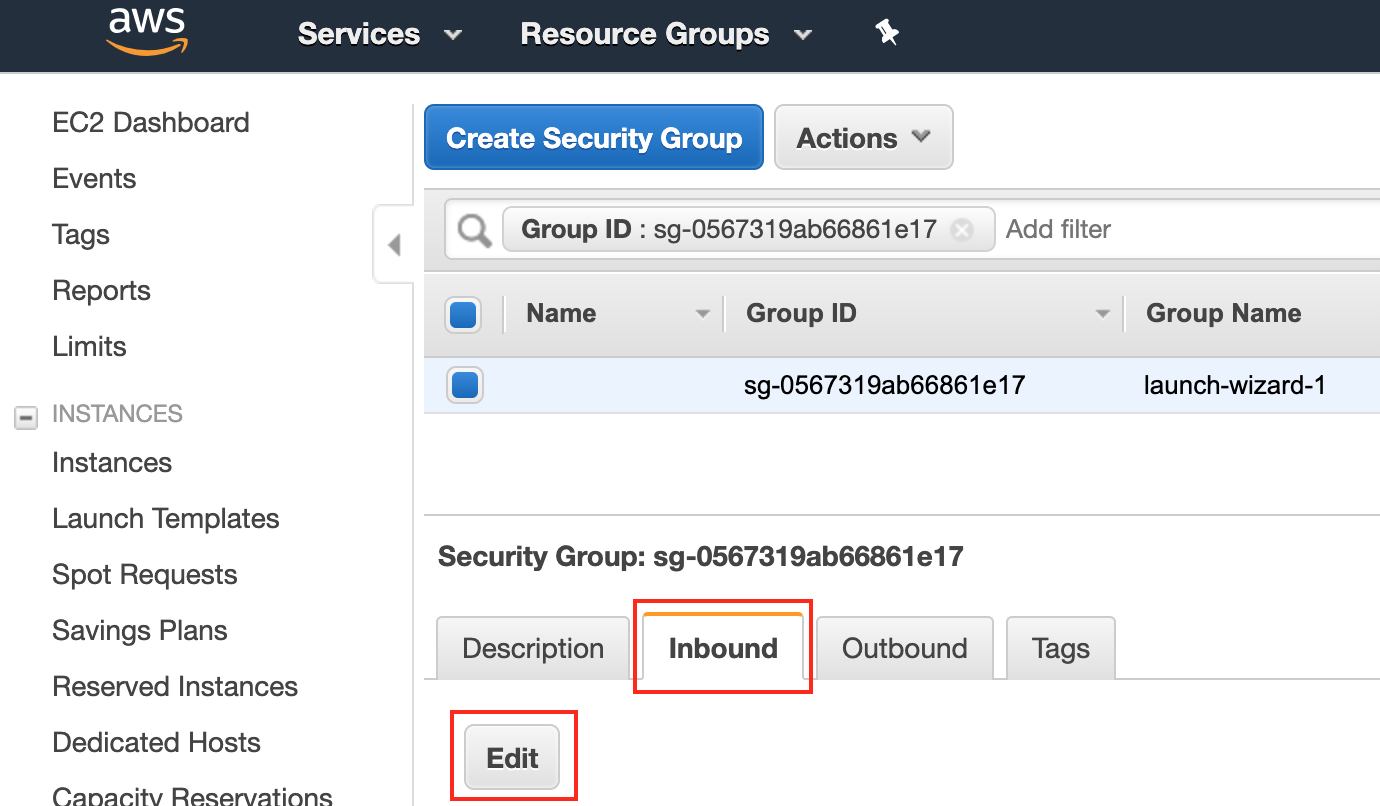 aws Services Resource Groups
EC2 Dashboard
Events
Tags
Reports
Limits
INSTANCES
Instances
Launch Templates
Spot Requests
Savings Plans
Reserved Instances
Dedicated Hosts
Capacity Reservations
Create Security Group Actions
Group ID : sg-0567319ab66861e17 Add filter
Name Group ID Group Name
sg-0567319ab66861e17 launch-wizard-1
Security Group: sg-0567319ab66861e17
Description Inbound Outbound Tags
Edit